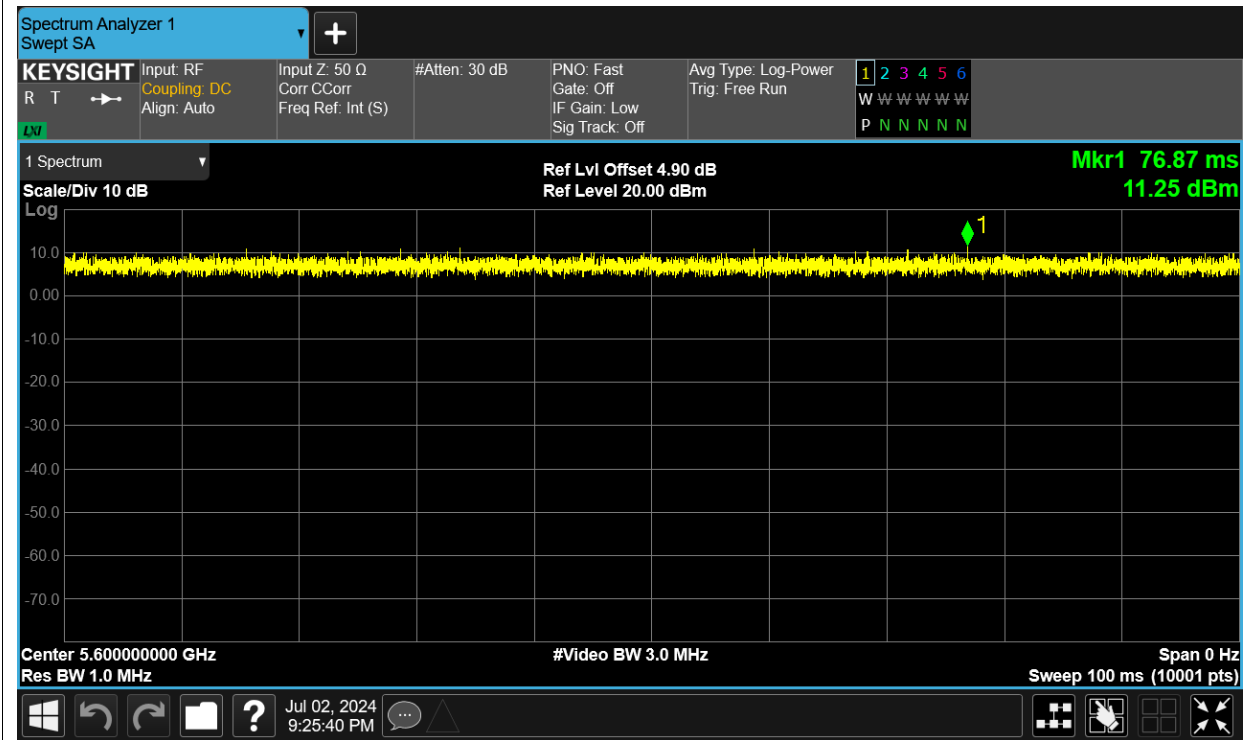 Spectrum Analyzer 1
Swept SA
KEYSIGHT
R T
LXI
Input: RF
Coupling: DC
Align: Auto
Input Z: 50 Ω
Corr CCorr
Freq Ref: Int (S)
#Atten: 30 dB
PNO: Fast
Gate: Off
IF Gain: Low
Sig Track: Off
Avg Type: Log-Power
Trig: Free Run
1 2 3 4 5 6
W W W W W W
P N N N N N
1 Spectrum
Scale/Div 10 dB
Ref Lvl Offset 4.90 dB
Ref Level 20.00 dBm
Mkr1 76.87 ms
11.25 dBm
Log
1
10.0
0.00
-10.0
-20.0
-30.0
-40.0
-50.0
-60.0
-70.0
Center 5.600000000 GHz
Res BW 1.0 MHz
#Video BW 3.0 MHz
Span 0 Hz
Sweep 100 ms (10001 pts)
?
Jul 02, 2024
9:25:40 PM